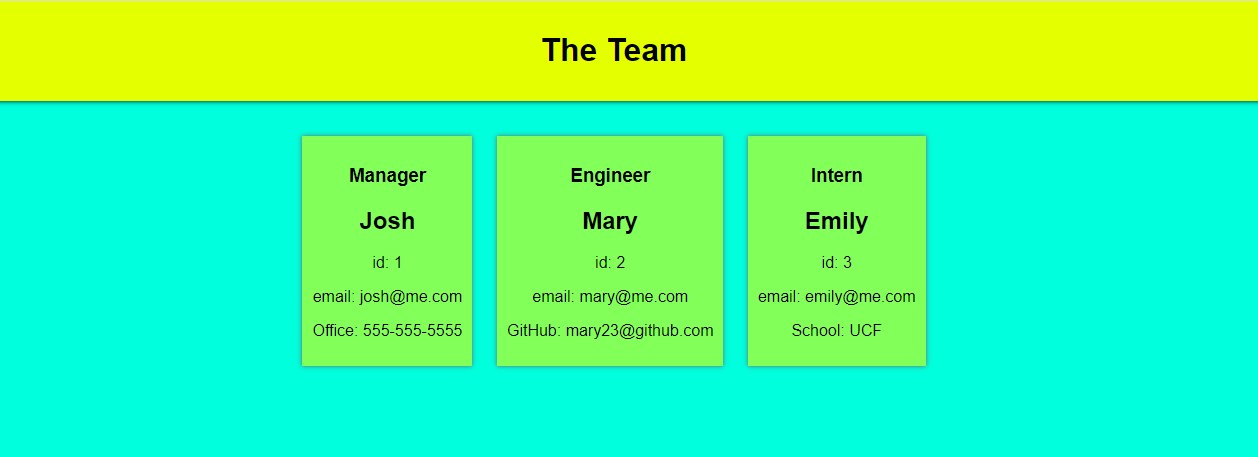 The Team
Manager
Josh
id: 1
email: josh@me.com
Office: 555-555-5555
Engineer
Mary
id: 2
email: mary@me.com
GitHub: mary23@github.com
Intern
Emily
id: 3
email: emily@me.com
School: UCF